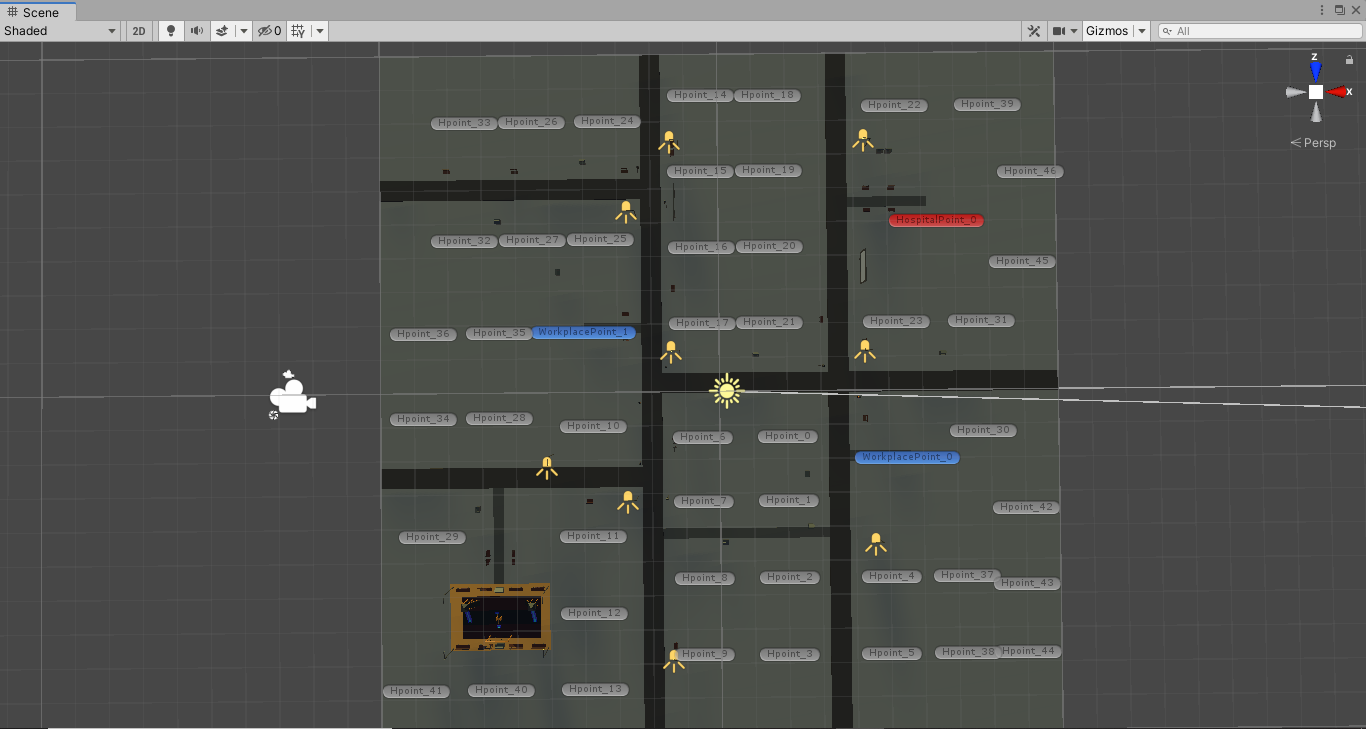 Scene
Shaded 2D 0 Gizmos All
z
x
Persp
Hpoint_14 Hpoint_18
Hpoint_22 Hpoint_39
Hpoint_33 Hpoint_26 Hpoint_24
Hpoint_15 Hpoint_19 Hpoint_46
HospitalPoint_0
Hpoint_32 Hpoint_27 Hpoint_25
Hpoint_16 Hpoint_20
Hpoint_45
Hpoint_17 Hpoint_21 Hpoint_23 Hpoint_31
Hpoint_36 Hpoint_35 WorkplacePoint_1
Hpoint_34 Hpoint_28 Hpoint_10
Hpoint_6 Hpoint_0 Hpoint_30
WorkplacePoint_0
Hpoint_7 Hpoint_1 Hpoint_42
Hpoint_29 Hpoint_11
Hpoint_8 Hpoint_2 Hpoint_4 Hpoint_37 Hpoint_43
Hpoint_12
Hpoint_9 Hpoint_3 Hpoint_5 Hpoint_38 Hpoint_44
Hpoint_41 Hpoint_40 Hpoint_13